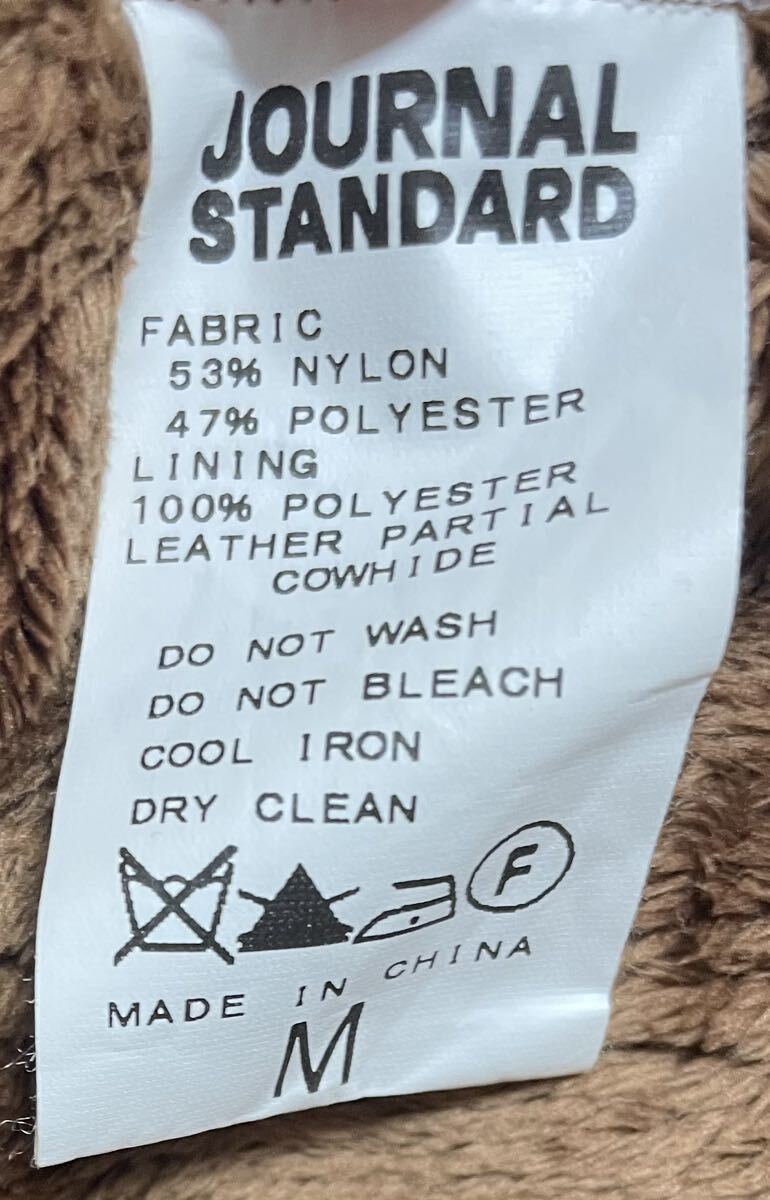 JOURNAL
STANDARD
FABRIC
53% NYLON
47% POLYESTER
LINING
100% POLYESTER
LEATHER PARTIAL
COWHIDE
DO NOT WASH
DO NOT BLEACH
COOL IRON
DRY CLEAN
F
MADE IN CHINA
M